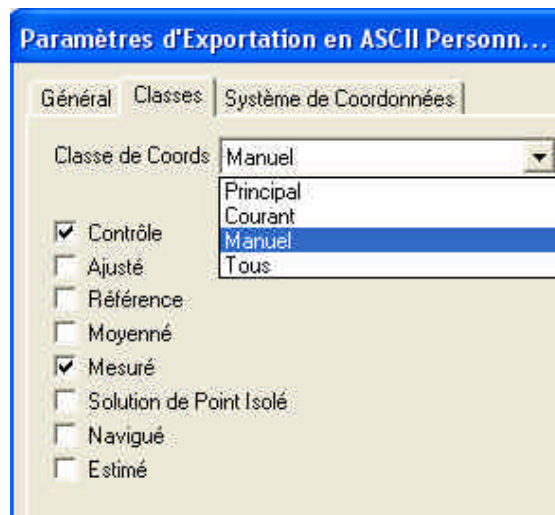 Paramètres d'Exportation en ASCII Personn...
Général Classes Système de Coordonnées
Classe de Coords Manuel
Principal
Courant
Manuel
Tous
Contrôle
Ajusté
Référence
Moyenné
Mesuré
Solution de Point Isolé
Navigué
Estimé